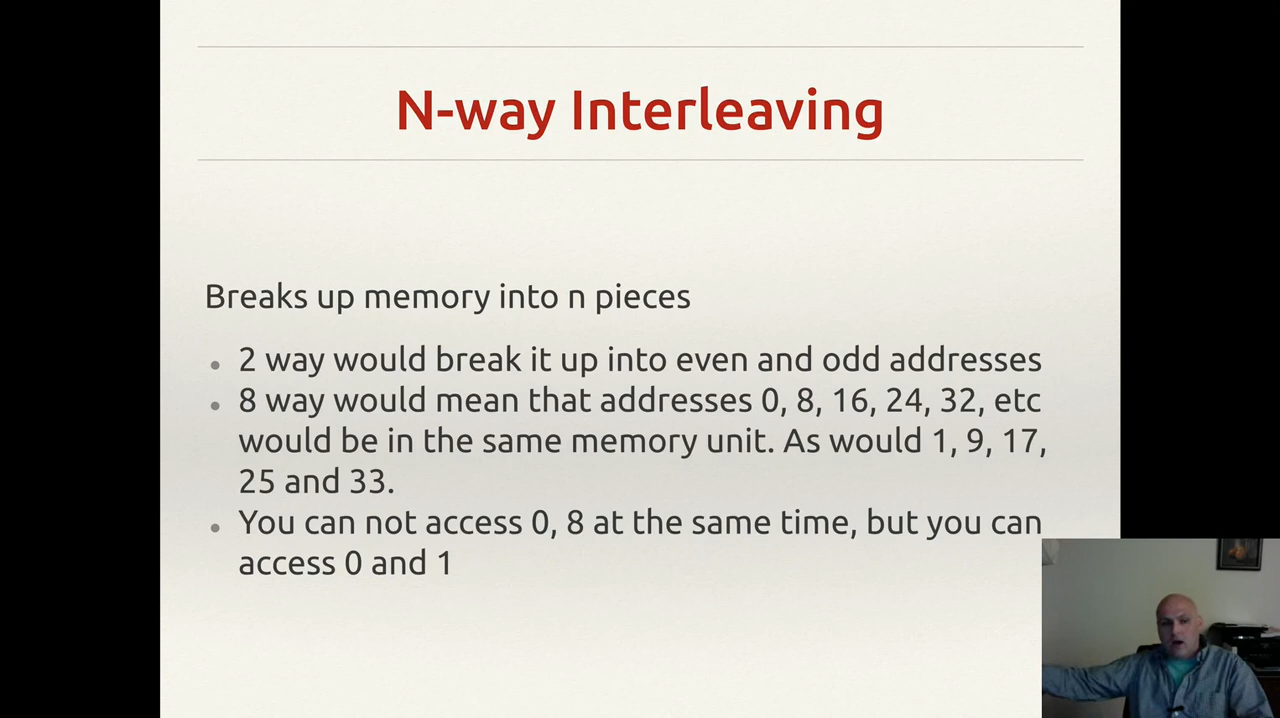 N-way Interleaving
Breaks up memory into n pieces
2 way would break it up into even and odd addresses
8 way would mean that addresses 0, 8, 16, 24, 32, etc
would be in the same memory unit. As would 1, 9, 17,
25 and 33.
You can not access 0, 8 at the same time, but you can
access 0 and 1